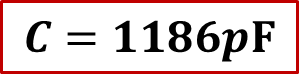 C = 1186pF